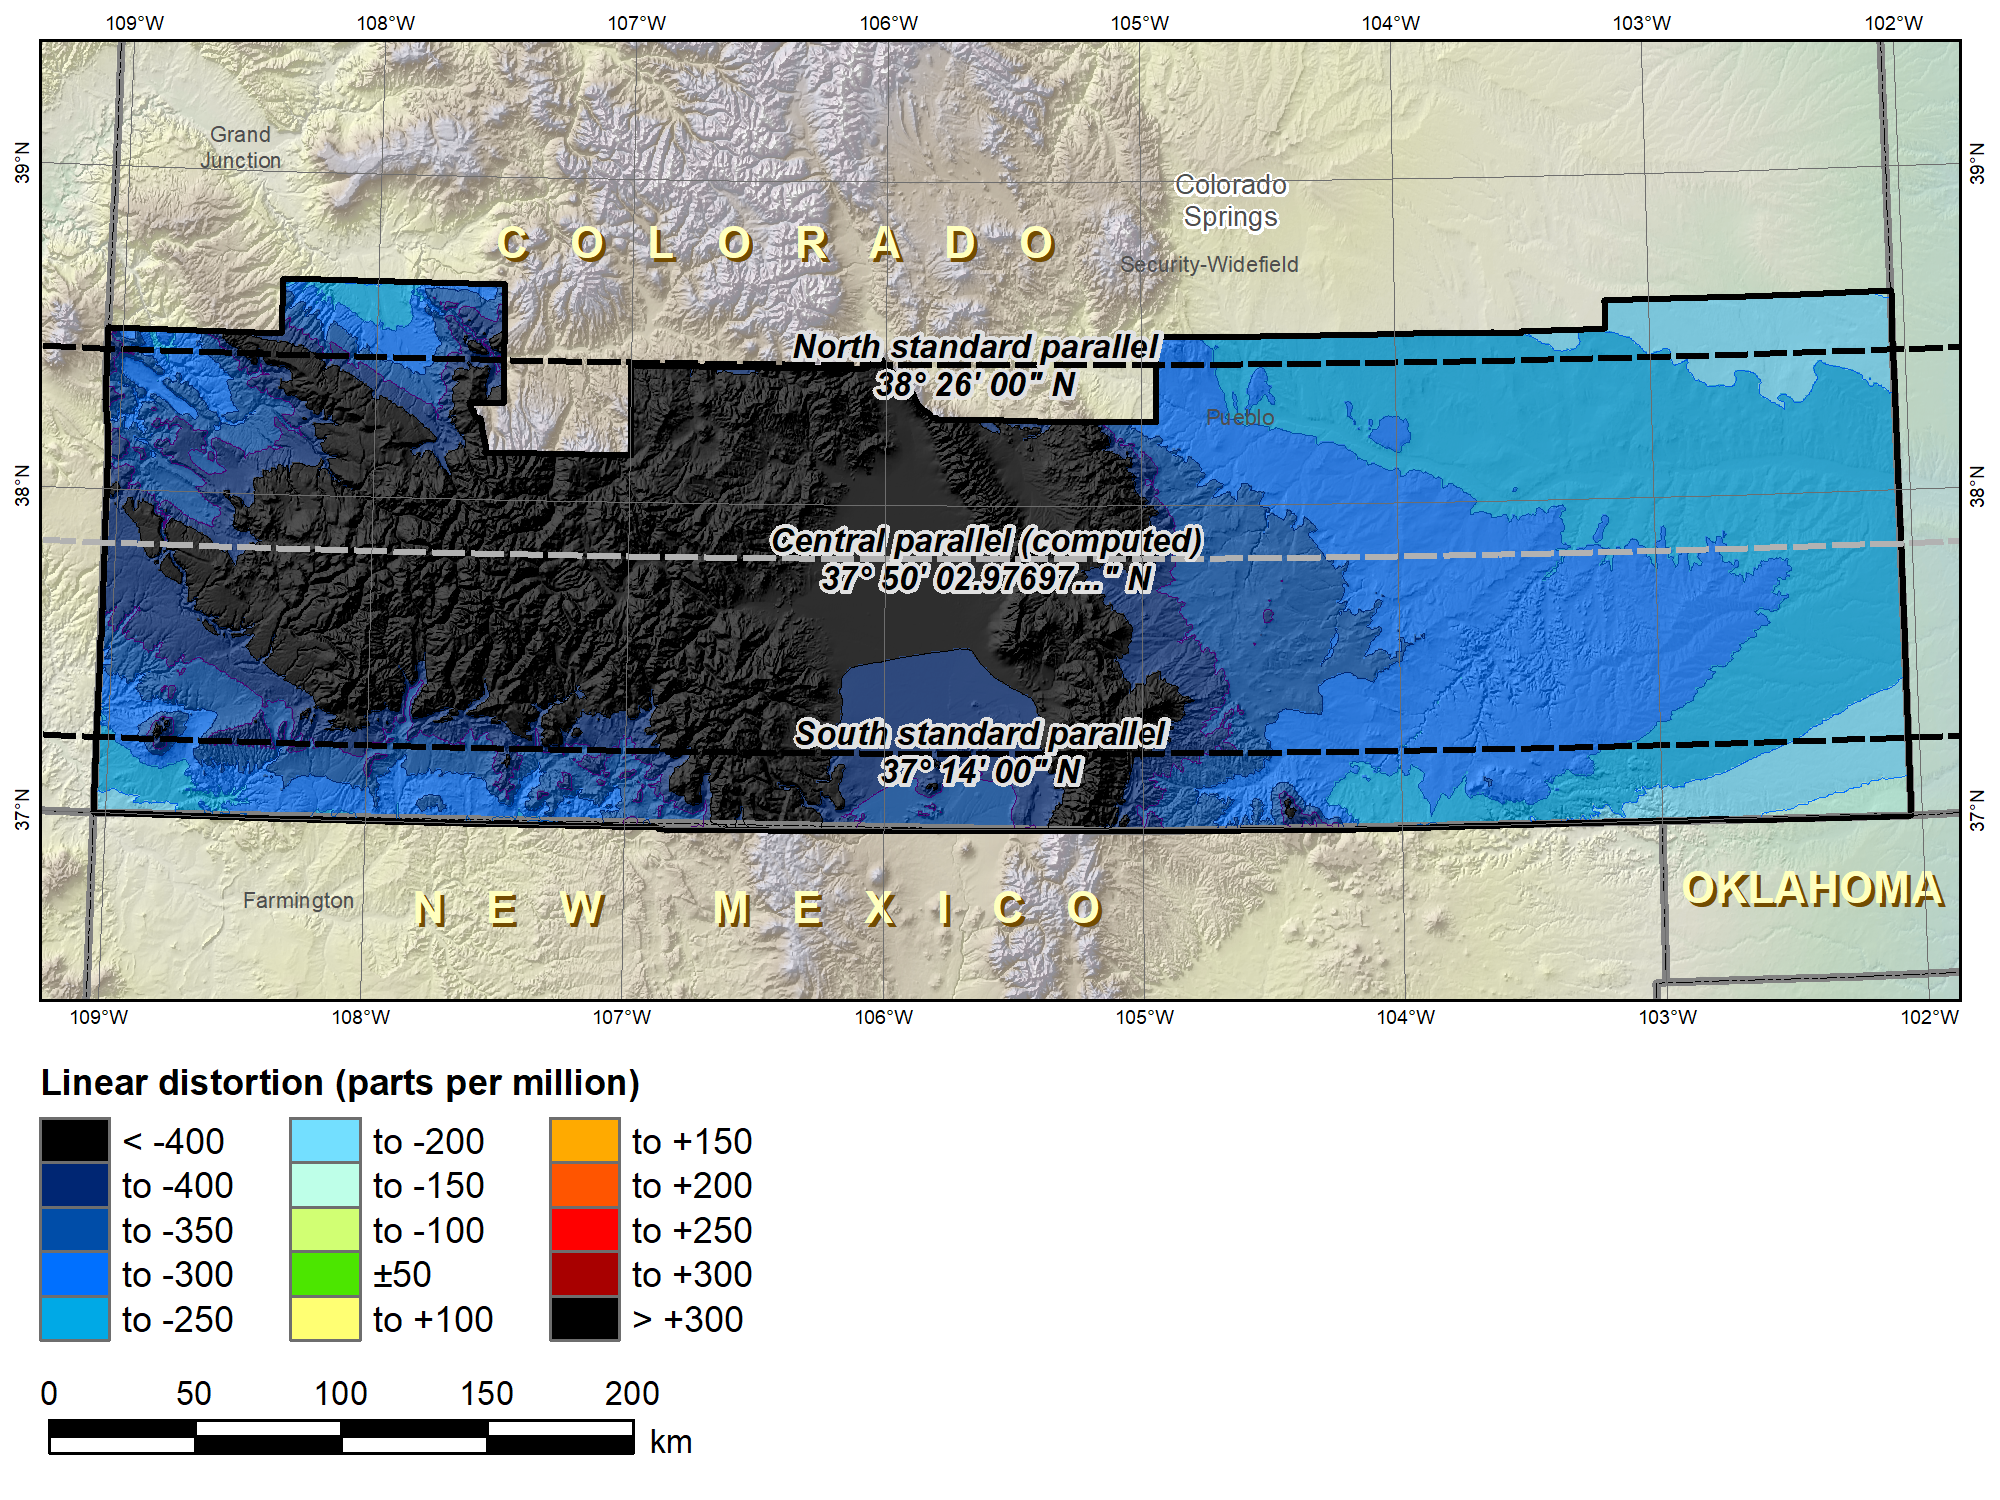 109°W 108°W 107°W 106°W 105°W 104°W 103°W 102°W
Grand
Junction
39°N
39°N
Colorado
Springs
COLORADO
Security-Widefield
North standard parallel
38° 26' 00" N
Pueblo
38°N
38°N
Central parallel (computed)
37° 50' 02.97697..." N
South standard parallel
37° 14' 00" N
37°N
37°N
Farmington
NEW MEXICO
OKLAHOMA
109°W 108°W 107°W 106°W 105°W 104°W 103°W 102°W
Linear distortion (parts per million)
< -400
to -400
to -350
to -300
to -250
to -200
to -150
to -100
±50
to +100
to +150
to +200
to +250
to +300
> +300
0 50 100 150 200
km